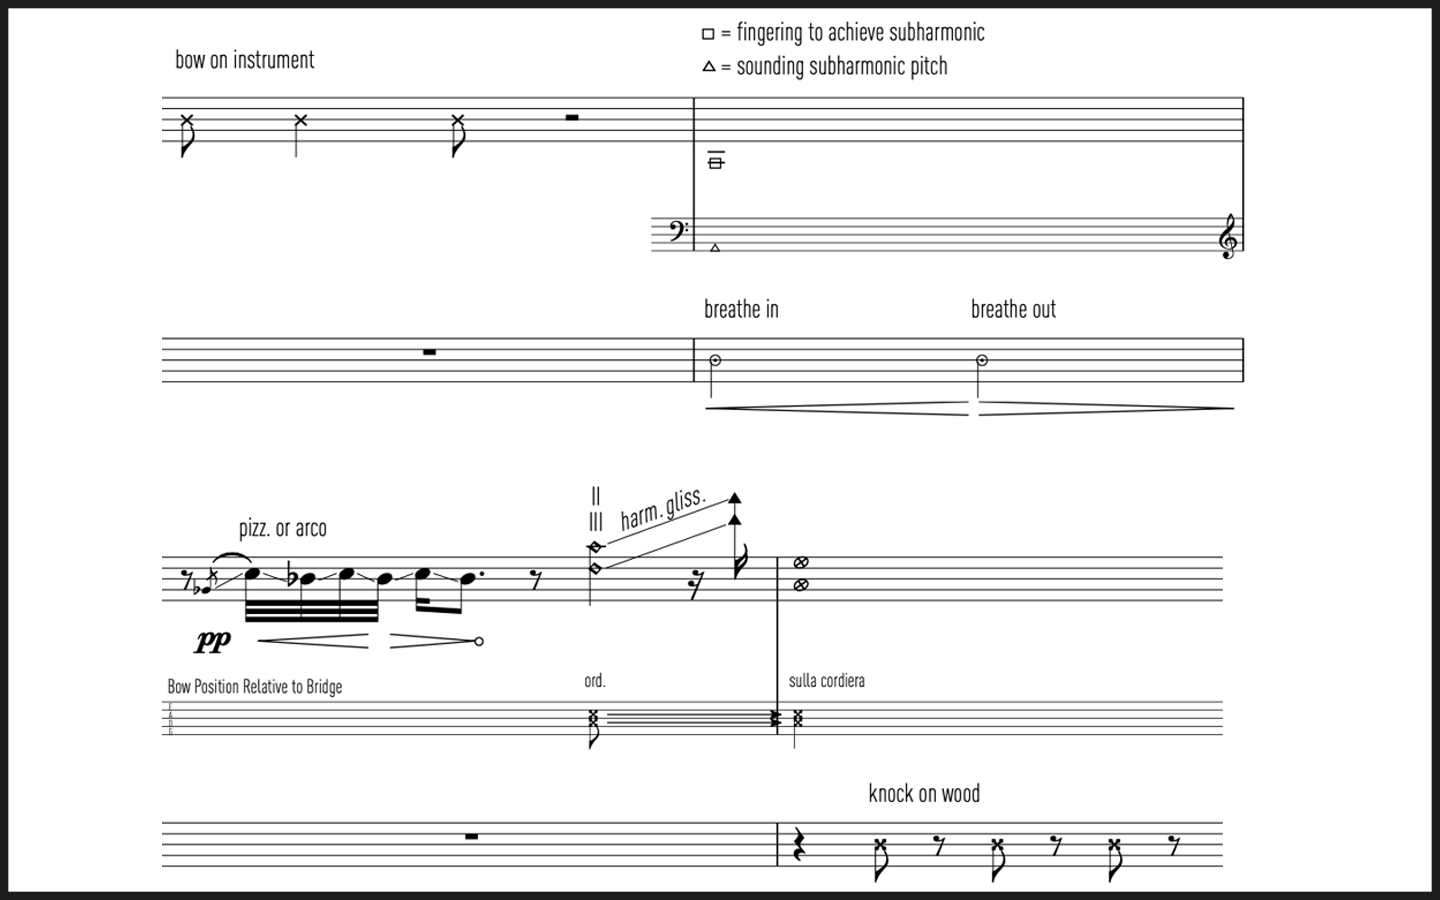 bow on instrument
□ = fingering to achieve subharmonic
△ = sounding subharmonic pitch
breathe in
breathe out
II
III
harm. gliss.
pizz. or arco
pp
Bow Position Relative to Bridge
ord.
sulla cordiera
knock on wood